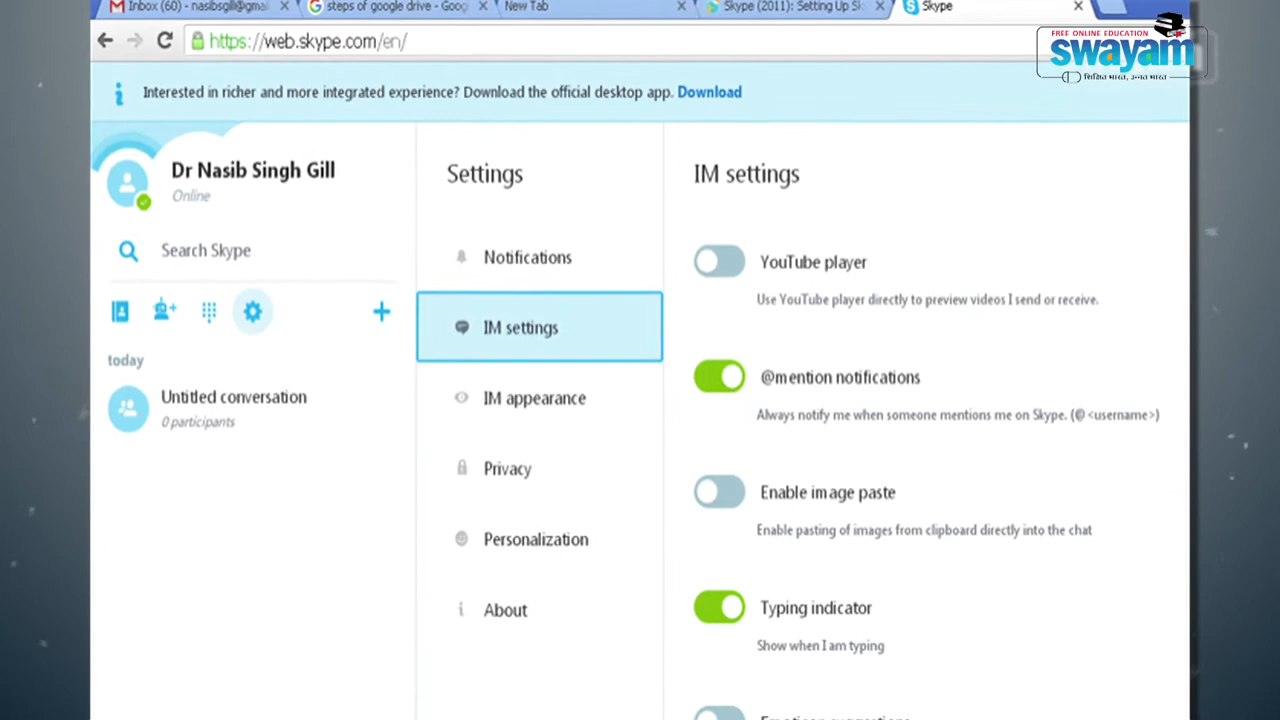 Inbox (60) - nasibsgill@gmai
steps of google drive - Goog
New Tab
Skype (2011): Setting Up Sk
Skype
https://web.skype.com/en/
FREE ONLINE EDUCATION
swayam
शिक्षित भारत, उन्नत भारत
Interested in richer and more integrated experience? Download the official desktop app. Download
Dr Nasib Singh Gill
Online
Search Skype
today
Untitled conversation
0 participants
Settings
Notifications
IM settings
IM appearance
Privacy
Personalization
About
IM settings
YouTube player
Use YouTube player directly to preview videos I send or receive.
@mention notifications
Always notify me when someone mentions me on Skype. (@<username>)
Enable image paste
Enable pasting of images from clipboard directly into the chat
Typing indicator
Show when I am typing